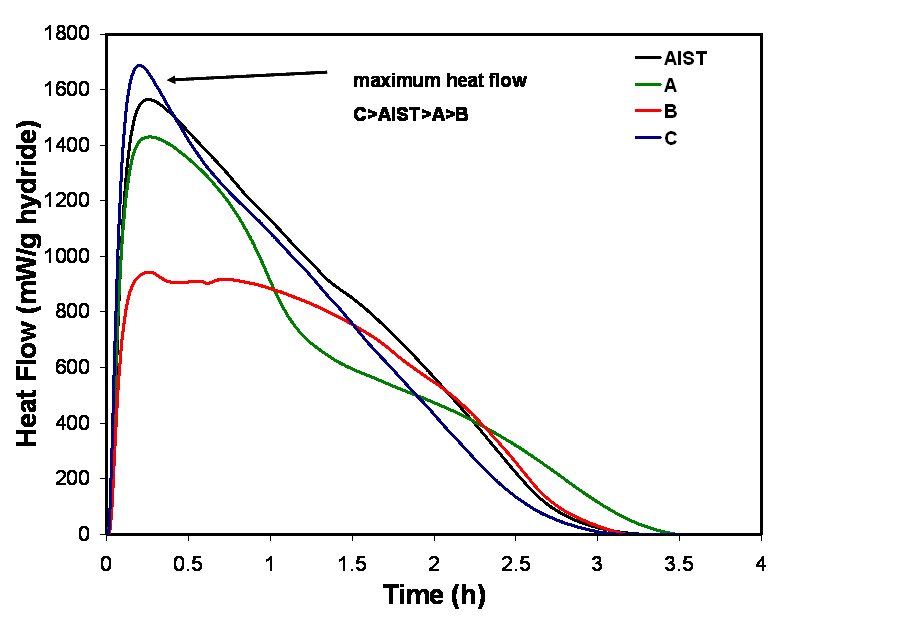 1800
1600
1400
1200
1000
800
600
400
200
0
Heat Flow (mW/g hydride)
maximum heat flow
C>AIST>A>B
AIST
A
B
C
0 0.5 1 1.5 2 2.5 3 3.5 4
Time (h)